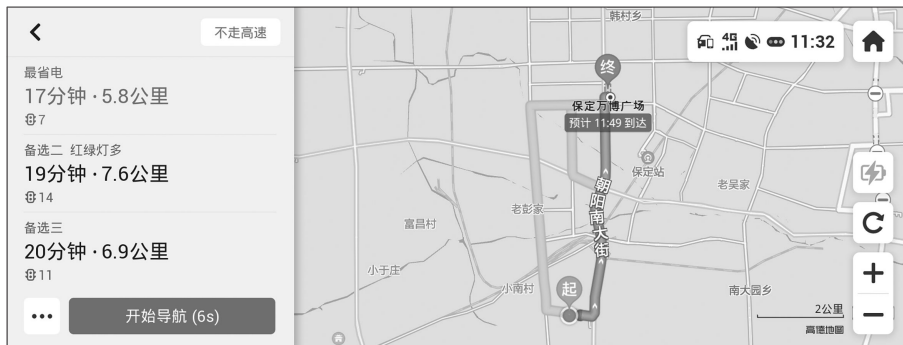 不走高速
最省电
17分钟·5.8公里
7
备选二 红绿灯多
19分钟·7.6公里
14
备选三
20分钟·6.9公里
11
开始导航 (6s)
韩村乡
4G
11:32
终
保定万博广场
预计 11:49 到达
保定站
老吴家
朝阳南大街
老彭家
富昌村
小于庄
小南村
起
南大园乡
2公里
高德地图